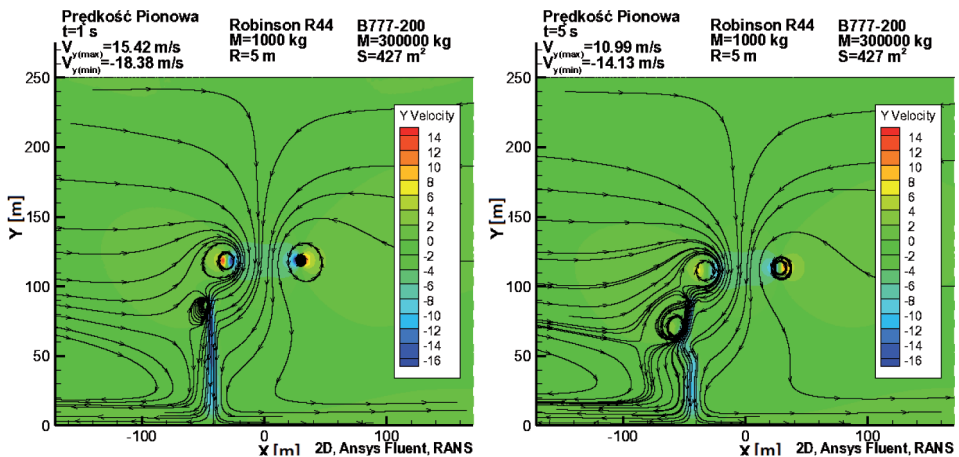 Prędkość Pionowa
t=1 s
V y(max) =15.42 m/s
V y(min) =-18.38 m/s
Robinson R44
M=1000 kg
R=5 m
B777-200
M=300000 kg
S=427 m²
250
200
150
100
50
0
Y [m]
-100
0
100
X [m]
2D, Ansys Fluent, RANS
Y Velocity
14
12
10
8
6
4
2
0
-2
-4
-6
-8
-10
-12
-14
-16
Prędkość Pionowa
t=5 s
V y(max) =10.99 m/s
V y(min) =-14.13 m/s
Robinson R44
M=1000 kg
R=5 m
B777-200
M=300000 kg
S=427 m²
250
200
150
100
50
0
Y [m]
-100
0
100
X [m]
2D, Ansys Fluent, RANS
Y Velocity
14
12
10
8
6
4
2
0
-2
-4
-6
-8
-10
-12
-14
-16